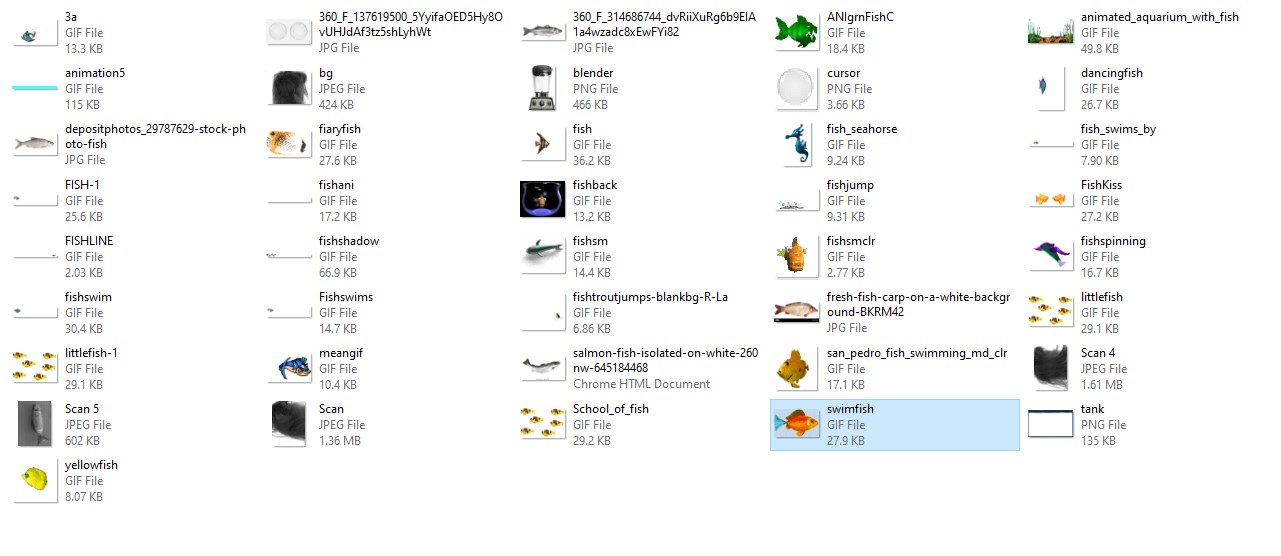 3a
GIF File
13.3 KB
360_F_137619500_5YyifaOED5Hy8O
vUHJdAf3tz5shLyhWt
JPG File
360_F_314686744_dvRiiXuRg6b9EIA
1a4wzadc8xEwFYi82
JPG File
ANIgrnFishC
GIF File
18.4 KB
animated_aquarium_with_fish
GIF File
49.8 KB
animation5
GIF File
115 KB
bg
JPEG File
424 KB
blender
PNG File
466 KB
cursor
PNG File
3.66 KB
dancingfish
GIF File
26.7 KB
depositphotos_29787629-stock-ph
oto-fish
JPG File
fiaryfish
GIF File
27.6 KB
fish
GIF File
36.2 KB
fish_seahorse
GIF File
9.24 KB
fish_swims_by
GIF File
7.90 KB
FISH-1
GIF File
25.6 KB
fishani
GIF File
17.2 KB
fishback
GIF File
13.2 KB
fishjump
GIF File
9.31 KB
FishKiss
GIF File
27.2 KB
FISHLINE
GIF File
2.03 KB
fishshadow
GIF File
66.9 KB
fishsm
GIF File
14.4 KB
fishsmclr
GIF File
2.77 KB
fishspinning
GIF File
16.7 KB
fishswim
GIF File
30.4 KB
Fishswims
GIF File
14.7 KB
fishtroutjumps-blankbg-R-La
GIF File
6.86 KB
fresh-fish-carp-on-a-white-backgr
ound-BKRM42
JPG File
littlefish
GIF File
29.1 KB
littlefish-1
GIF File
29.1 KB
meangif
GIF File
10.4 KB
salmon-fish-isolated-on-white-260
nw-645184468
Chrome HTML Document
san_pedro_fish_swimming_md_clr
GIF File
17.1 KB
Scan 4
JPEG File
1.61 MB
Scan 5
JPEG File
602 KB
Scan
JPEG File
1.36 MB
School_of_fish
GIF File
29.2 KB
swimfish
GIF File
27.9 KB
tank
PNG File
135 KB
yellowfish
GIF File
8.07 KB